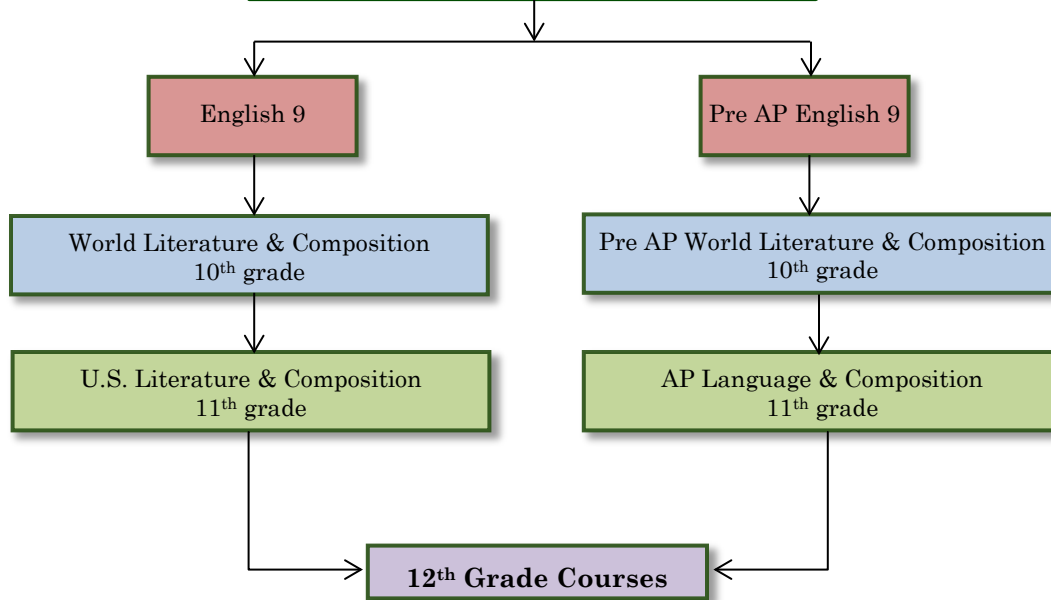 English 9
Pre AP English 9
World Literature & Composition
10th grade
Pre AP World Literature & Composition
10th grade
U.S. Literature & Composition
11th grade
AP Language & Composition
11th grade
12th Grade Courses